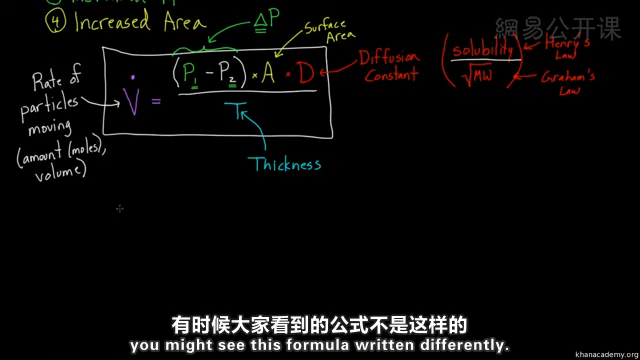 網易公开课
④ Increased Area
ΔP
Surface
Area
Rate of
particles
moving
(amount (moles),
volume)
V̇ = (P₁ - P₂) * A * D
T
Thickness
Diffusion
Constant
(solubility
√MW)
Henry's
Law
Graham's
Law
有时候大家看到的公式不是这样的
you might see this formula written differently.
khanacademy.org